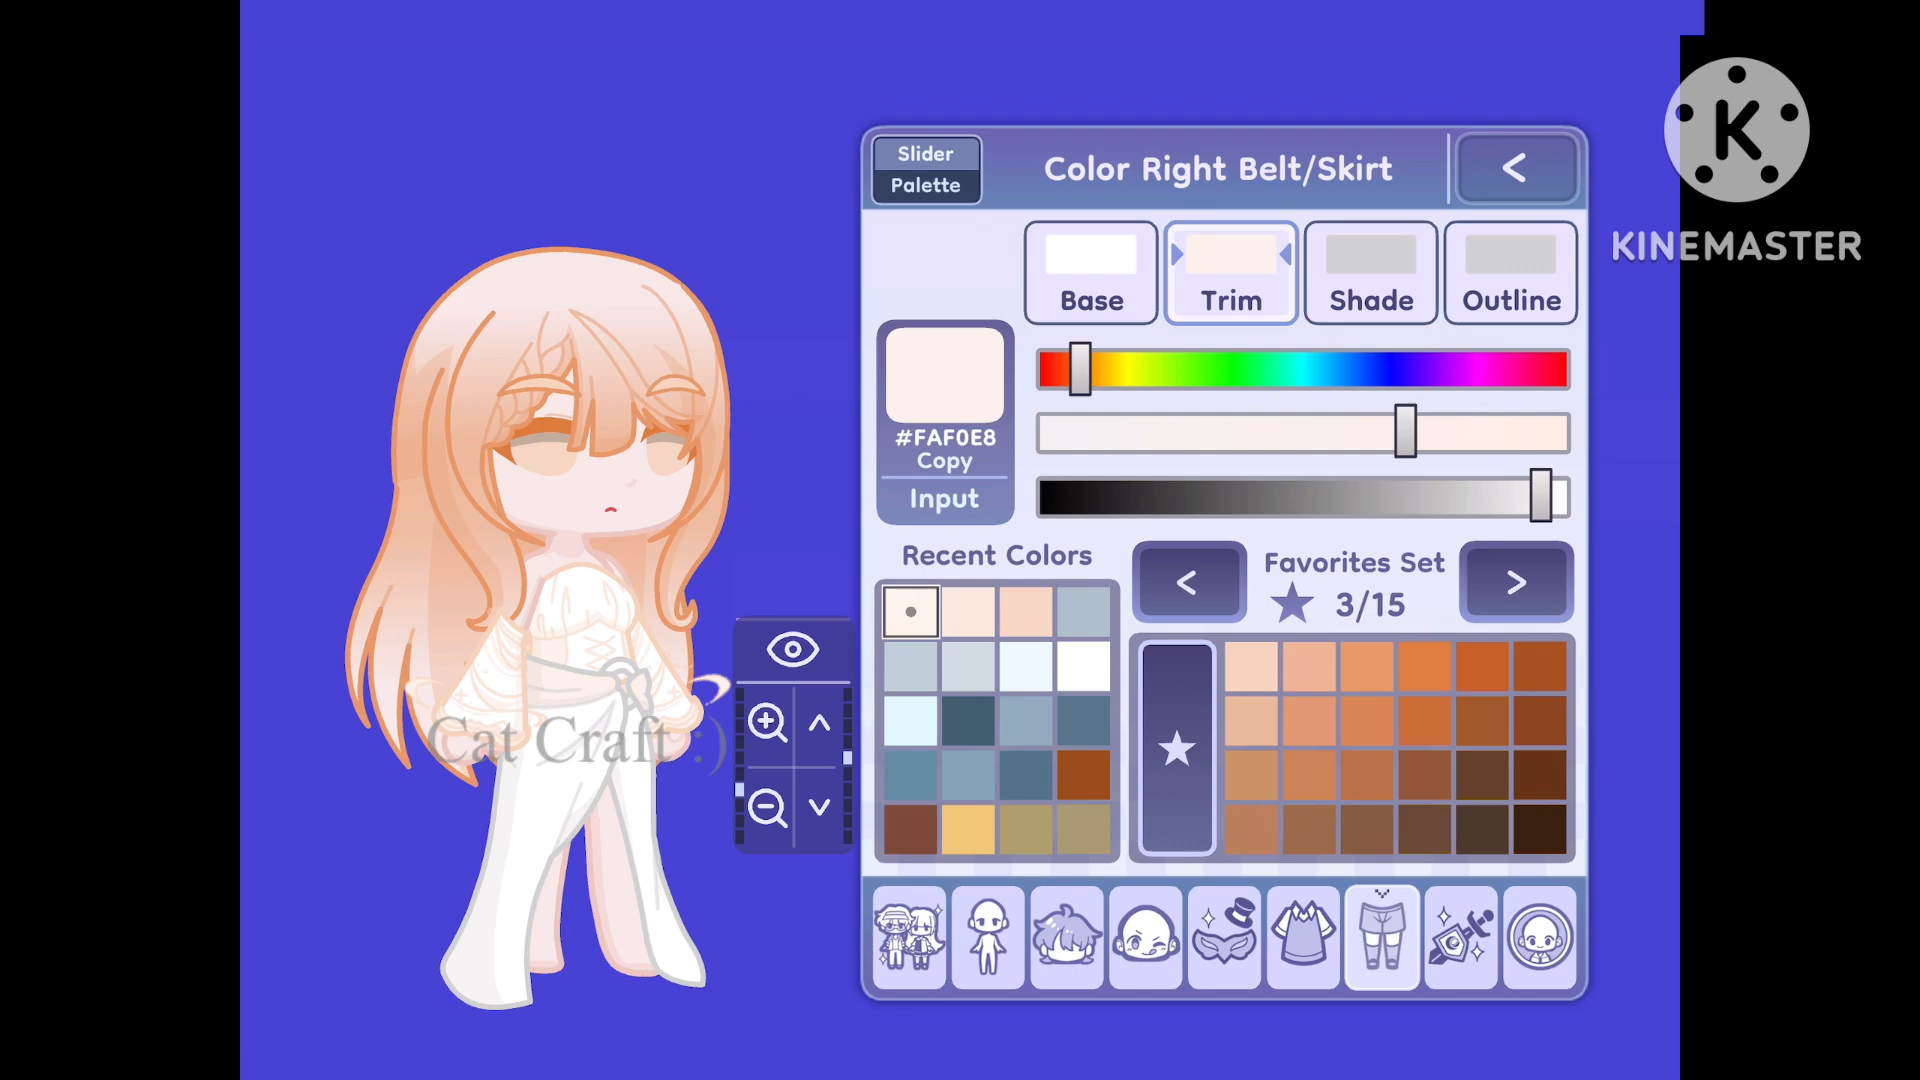 Slider
Palette
Color Right Belt/Skirt
<
K
KINEMASTER
Base
Trim
Shade
Outline
#FAF0E8
Copy
Input
Recent Colors
<
Favorites Set
3/15
>
Cat Craft :)